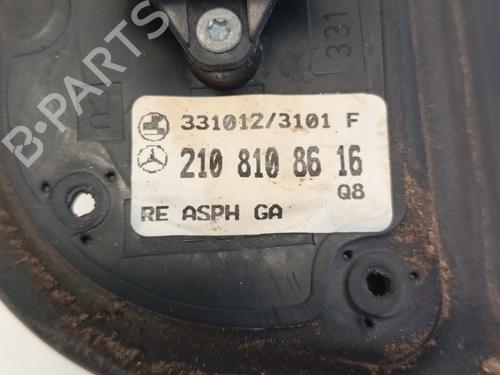 B-PARTS
331
331012/3101 F
210 810 86 16
Q8
RE ASPH GA